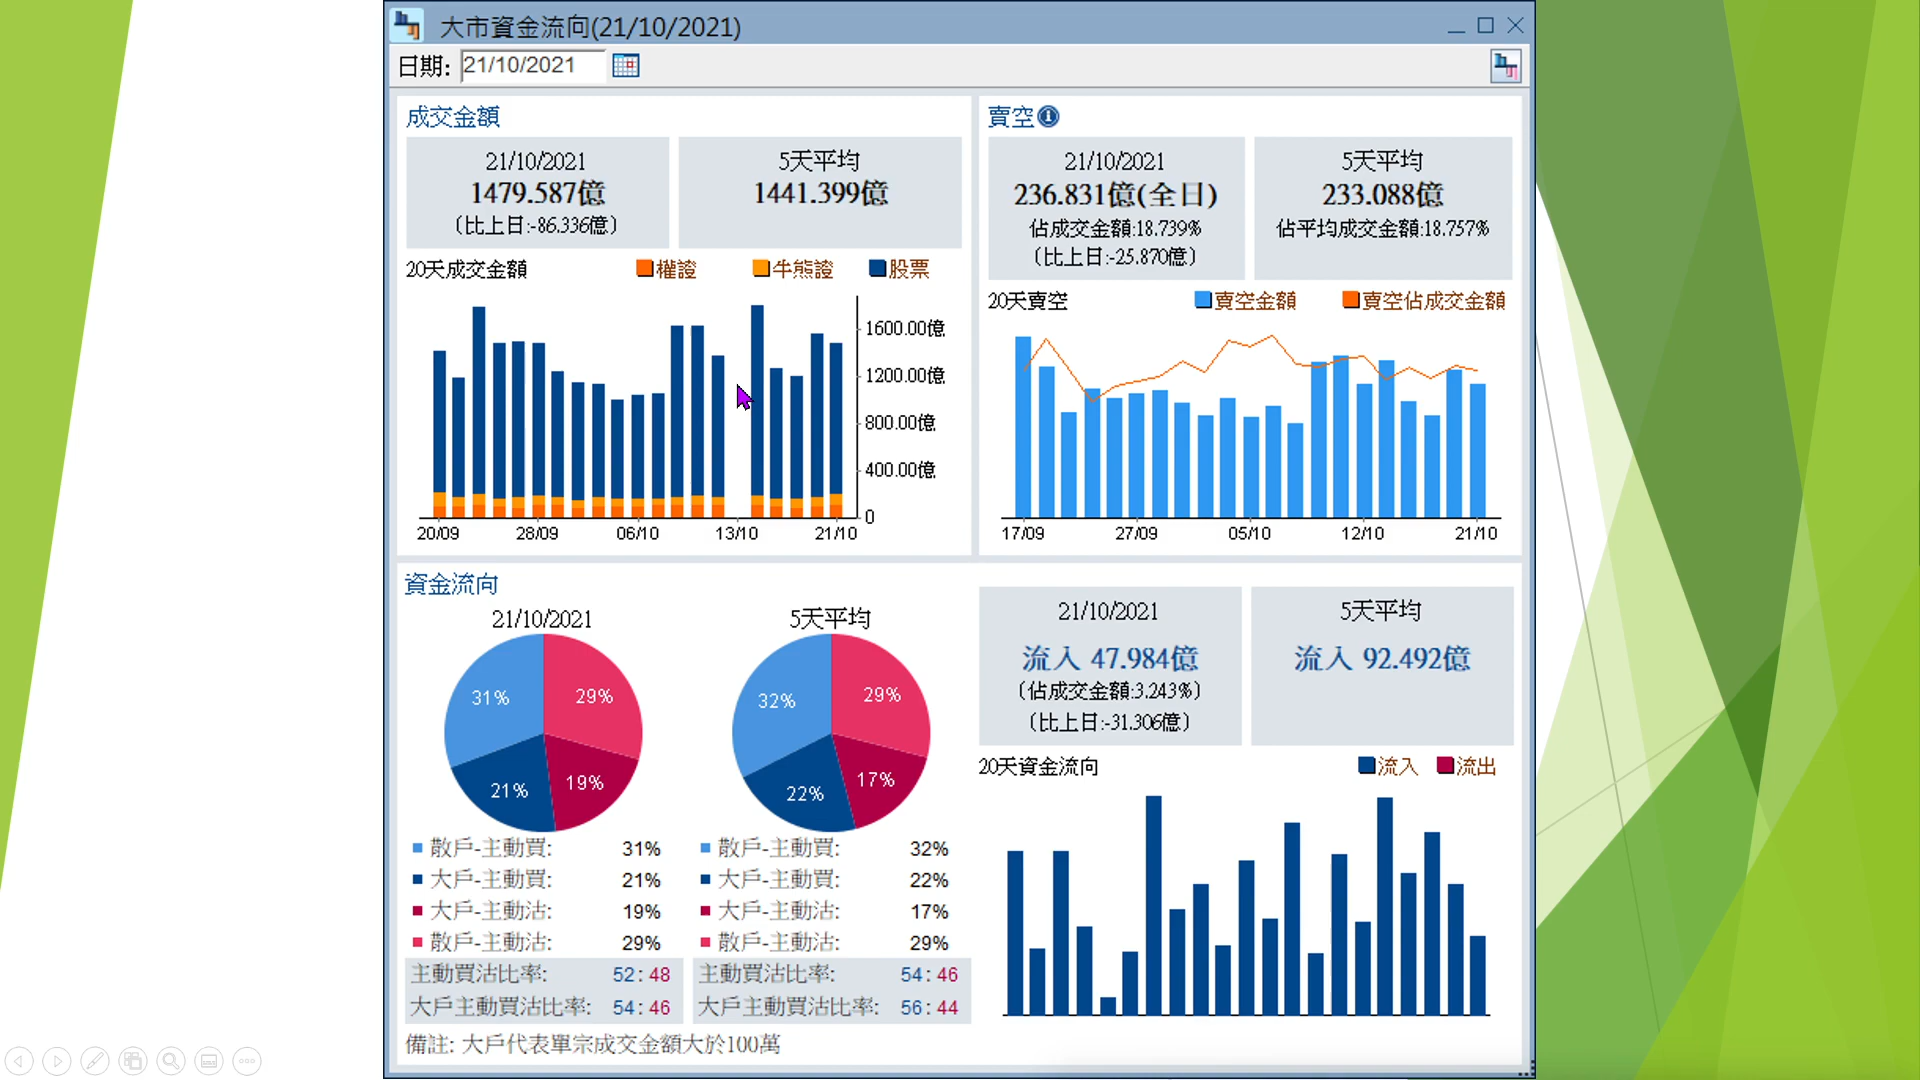 大市資金流向(21/10/2021)
日期: 21/10/2021
成交金額
21/10/2021
1479.587億
(比上日:-86.336億)
5天平均
1441.399億
20天成交金額 權證 牛熊證 股票
1600.00億
1200.00億
800.00億
400.00億
0
20/09 28/09 06/10 13/10 21/10
賣空
21/10/2021
236.831億(全日)
佔成交金額:18.739%
(比上日:-25.870億)
5天平均
233.088億
佔平均成交金額:18.757%
20天賣空 賣空金額 賣空佔成交金額
17/09 27/09 05/10 12/10 21/10
資金流向
21/10/2021
31% 29%
21% 19%
散戶-主動買: 31%
大戶-主動買: 21%
大戶-主動沽: 19%
散戶-主動沽: 29%
主動買沽比率: 52:48
大戶主動買沽比率: 54:46
5天平均
32% 29%
22% 17%
散戶-主動買: 32%
大戶-主動買: 22%
大戶-主動沽: 17%
散戶-主動沽: 29%
主動買沽比率: 54:46
大戶主動買沽比率: 56:44
備註: 大戶代表單宗成交金額大於100萬
21/10/2021
流入 47.984億
(佔成交金額:3.243%)
(比上日:-31.306億)
5天平均
流入 92.492億
20天資金流向 流入 流出